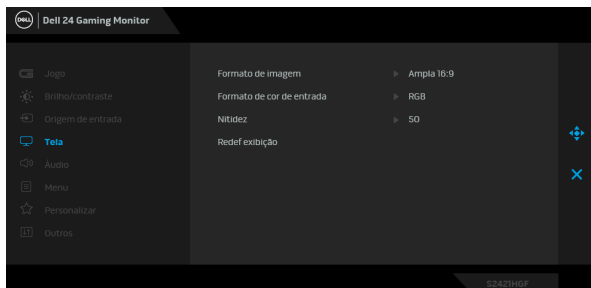 DELL Dell 24 Gaming Monitor
Jogo
Brilho/contraste
Origem de entrada
Tela
Áudio
Menu
Personalizar
Outros
Formato de imagem Ampla 16:9
Formato de cor de entrada RGB
Nitidez 50
Redef exibição
S2421HGF